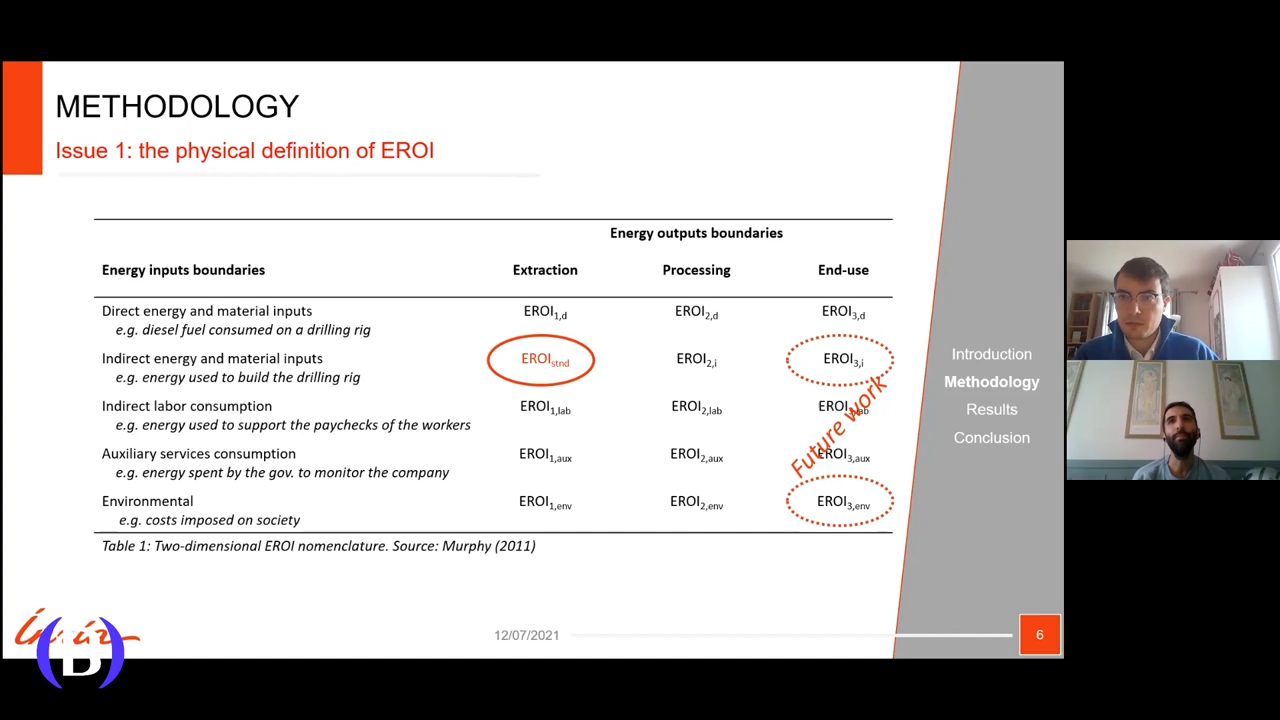 METHODOLOGY
Issue 1: the physical definition of EROI
Energy outputs boundaries
Energy inputs boundaries Extraction Processing End-use
Direct energy and material inputs EROI1,d EROI2,d EROI3,d
e.g. diesel fuel consumed on a drilling rig
Indirect energy and material inputs EROIstnd EROI2,i EROI3,i
e.g. energy used to build the drilling rig
Indirect labor consumption EROI1,lab EROI2,lab EROI3,lab
e.g. energy used to support the paychecks of the workers
Auxiliary services consumption EROI1,aux EROI2,aux EROI3,aux
e.g. energy spent by the gov. to monitor the company
Environmental EROI1,env EROI2,env EROI3,env
e.g. costs imposed on society
Future work
Table 1: Two-dimensional EROI nomenclature. Source: Murphy (2011)
Introduction
Methodology
Results
Conclusion
Inria
B
12/07/2021
6